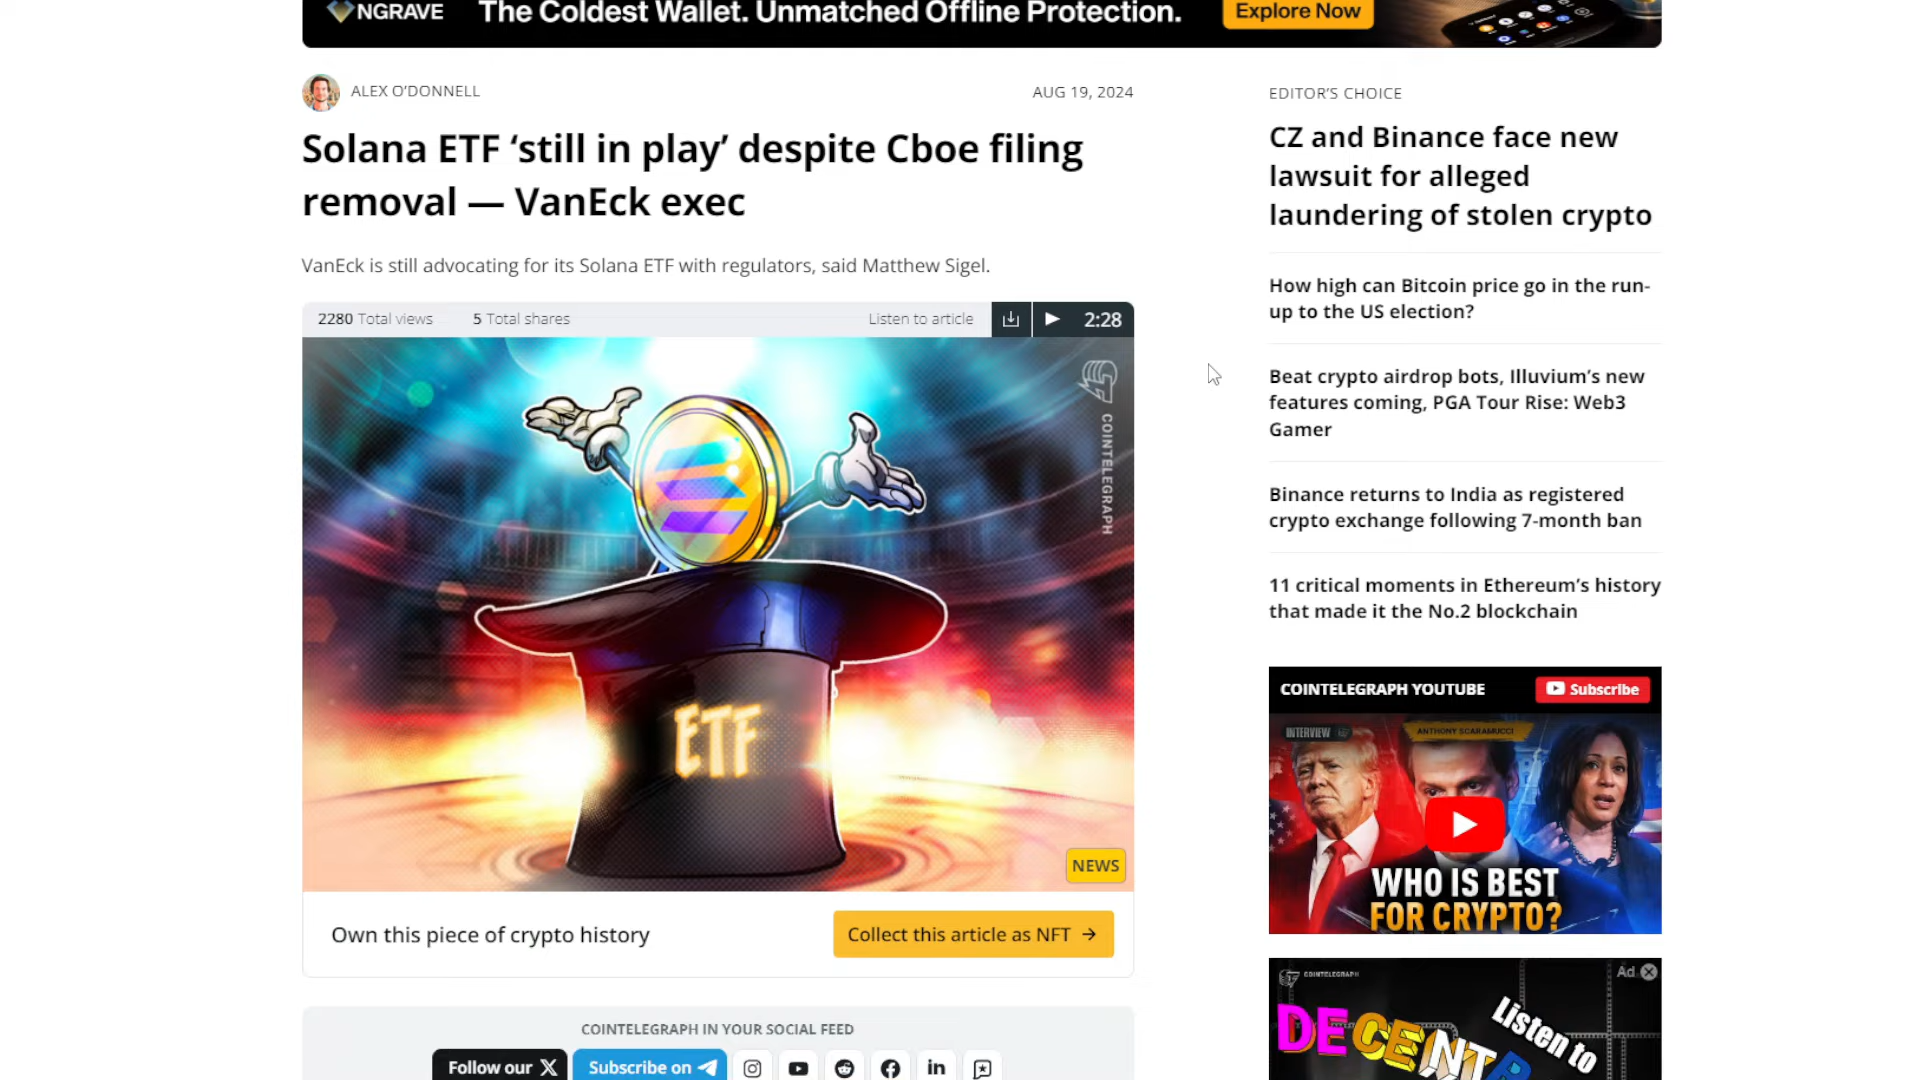 NGRAVE The Coldest Wallet. Unmatched Offline Protection. Explore Now
ALEX O'DONNELL
AUG 19, 2024
Solana ETF ‘still in play’ despite Cboe filing
removal — VanEck exec
VanEck is still advocating for its Solana ETF with regulators, said Matthew Sigel.
2280 Total views 5 Total shares Listen to article 2:28
COINTELEGRAPH
ETF
NEWS
Own this piece of crypto history
Collect this article as NFT →
COINTELEGRAPH IN YOUR SOCIAL FEED
Follow our X
Subscribe on
EDITOR’S CHOICE
CZ and Binance face new
lawsuit for alleged
laundering of stolen crypto
How high can Bitcoin price go in the run-
up to the US election?
Beat crypto airdrop bots, Illuvium’s new
features coming, PGA Tour Rise: Web3
Gamer
Binance returns to India as registered
crypto exchange following 7-month ban
11 critical moments in Ethereum’s history
that made it the No.2 blockchain
COINTELEGRAPH YOUTUBE
Subscribe
INTERVIEW
ANTHONY SCARAMUCCI
WHO IS BEST
FOR CRYPTO?
COINTELEGRAPH
Ad
Listen to